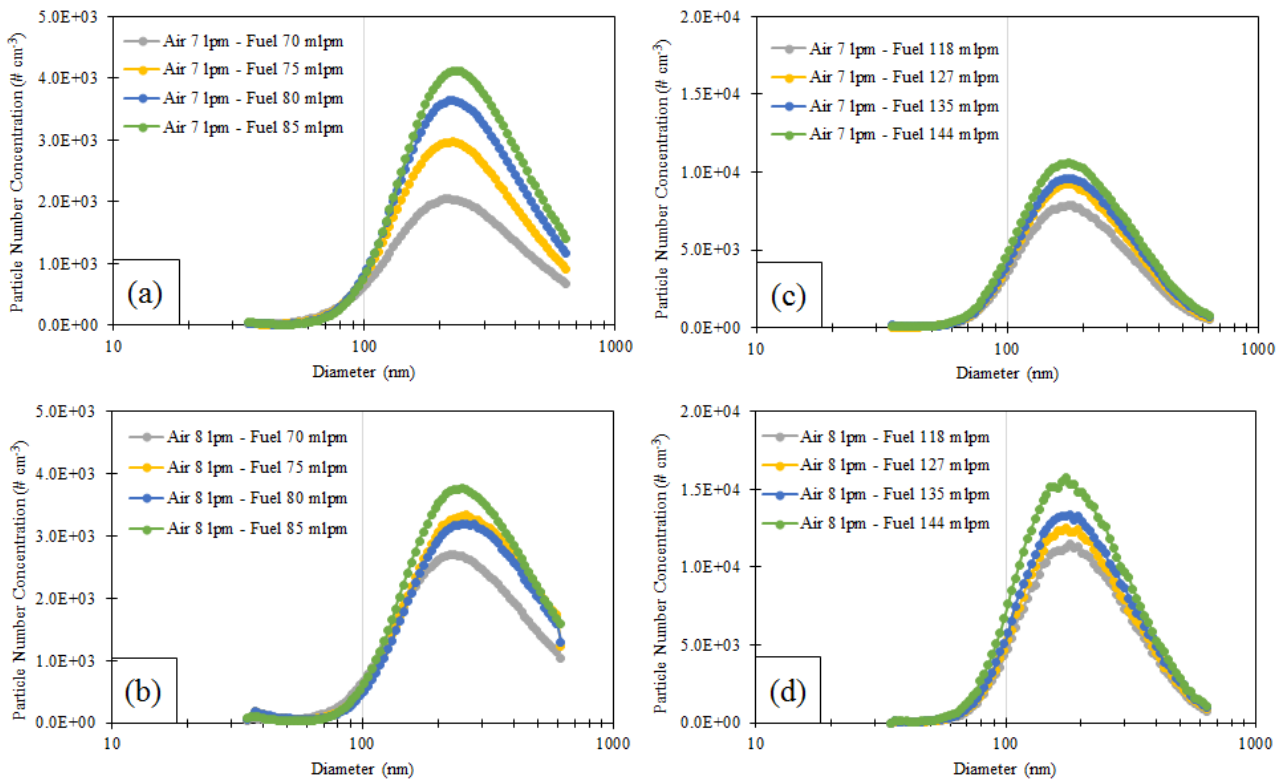 5.0E+03
4.0E+03
3.0E+03
2.0E+03
1.0E+03
0.0E+00
Particle Number Concentration (# cm-3)
Air 7 lpm - Fuel 70 mlpm
Air 7 lpm - Fuel 75 mlpm
Air 7 lpm - Fuel 80 mlpm
Air 7 lpm - Fuel 85 mlpm
(a)
10
100
1000
Diameter (nm)
2.0E+04
1.5E+04
1.0E+04
5.0E+03
0.0E+00
Particle Number Concentration (# cm-3)
Air 7 lpm - Fuel 118 mlpm
Air 7 lpm - Fuel 127 mlpm
Air 7 lpm - Fuel 135 mlpm
Air 7 lpm - Fuel 144 mlpm
(c)
10
100
1000
Diameter (nm)
5.0E+03
4.0E+03
3.0E+03
2.0E+03
1.0E+03
0.0E+00
Particle Number Concentration (# cm-3)
Air 8 lpm - Fuel 70 mlpm
Air 8 lpm - Fuel 75 mlpm
Air 8 lpm - Fuel 80 mlpm
Air 8 lpm - Fuel 85 mlpm
(b)
10
100
1000
Diameter (nm)
2.0E+04
1.5E+04
1.0E+04
5.0E+03
0.0E+00
Particle Number Concentration (# cm-3)
Air 8 lpm - Fuel 118 mlpm
Air 8 lpm - Fuel 127 mlpm
Air 8 lpm - Fuel 135 mlpm
Air 8 lpm - Fuel 144 mlpm
(d)
10
100
1000
Diameter (nm)